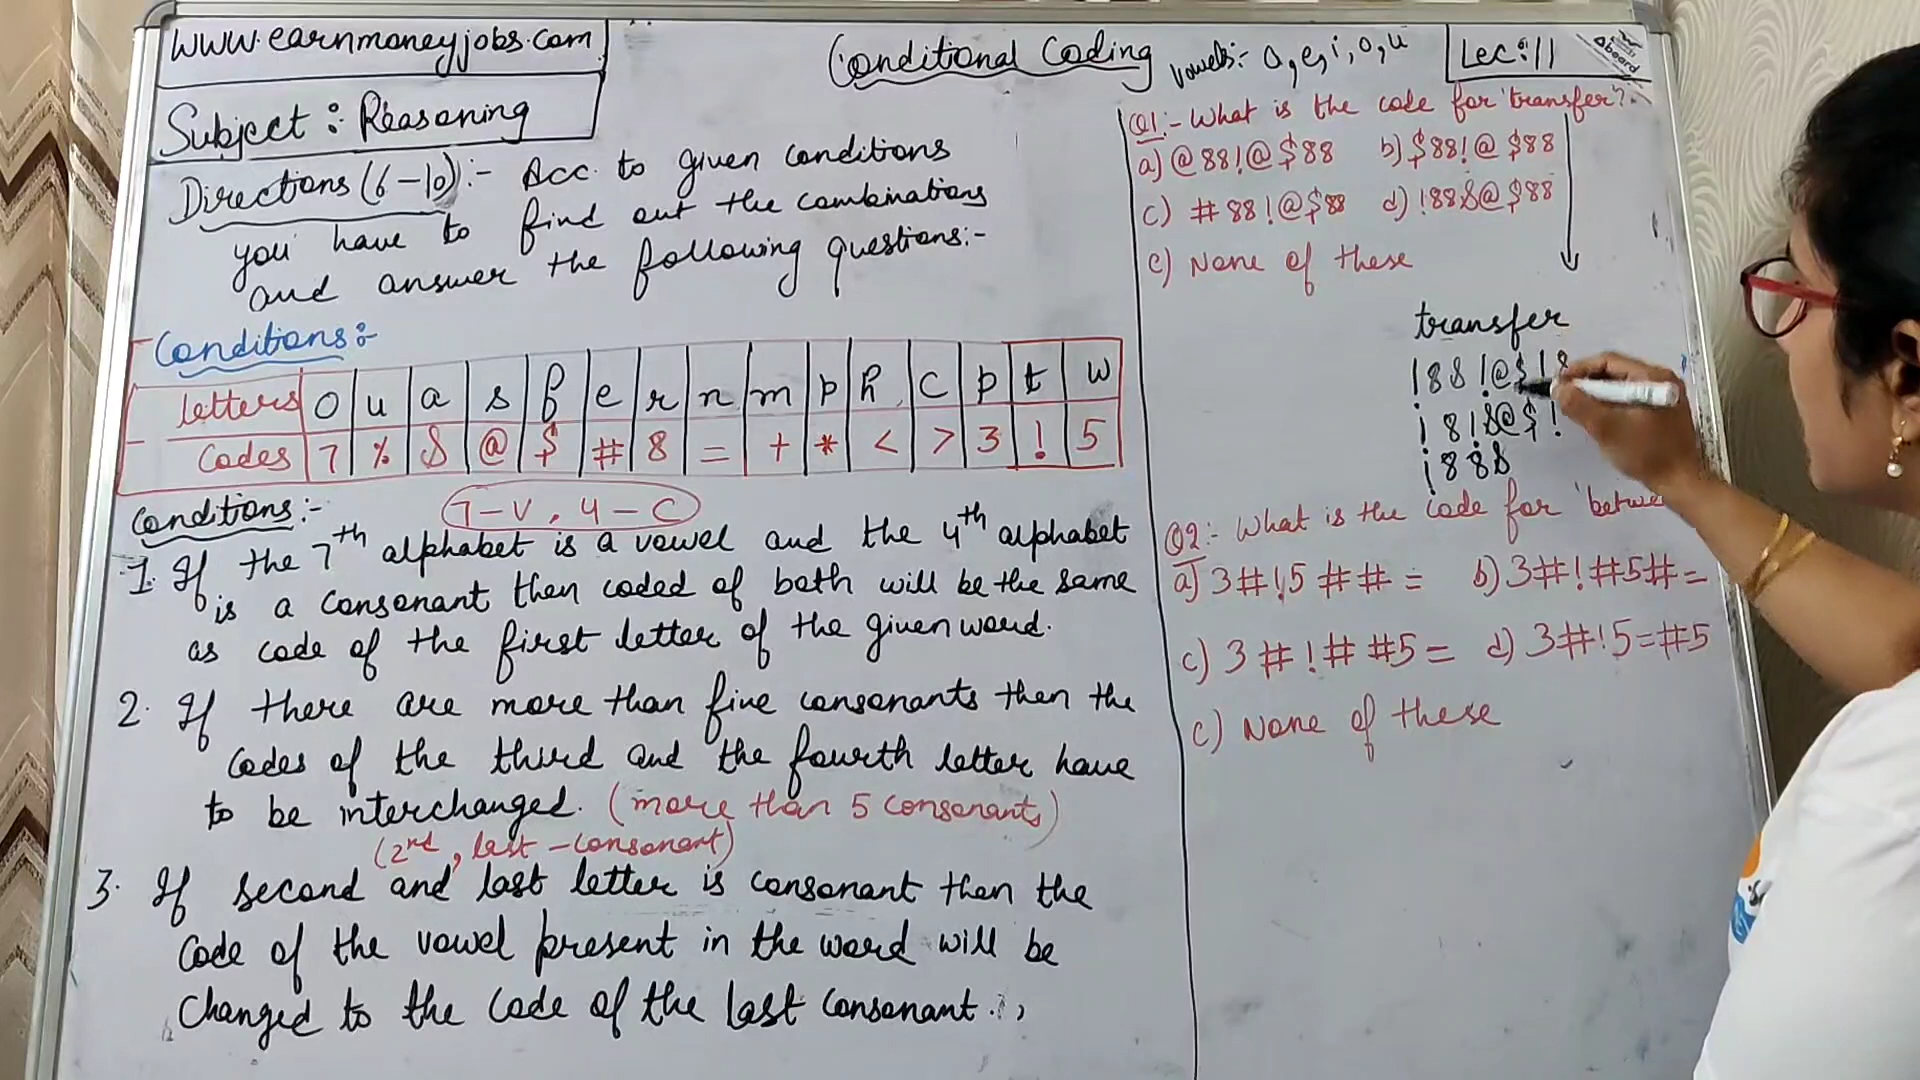 www.earnmoneyjobs.com
Conditional Coding
vowels:- a, e, i, o, u
Lec:11
Aboard
Subject : Reasoning
Directions (6-10):- Acc. to given conditions
you have to find out the combinations
and answer the following questions:-
Conditions:-
letters o u a s f e r n m p h c b t w
Codes 7 % 8 @ $ # 8 = + * < > 3 ! 5
Conditions:-
7-V, 4-C
1. If the 7th alphabet is a vowel and the 4th alphabet
is a consonant then coded of both will be the same
as code of the first letter of the given word.
2. If there are more than five consonants then the
codes of the third and the fourth letter have
to be interchanged. (more than 5 consonants)
(2nd, last-consonant)
3. If second and last letter is consonant then the
code of the vowel present in the word will be
changed to the code of the last consonant.
Q1:- What is the code for 'transfer'?
a) @88!@$88 b) $88!@$88
c) #88!@$88 d) !888@$88
e) None of these
transfer
!88!@$!8
!8!8@$!
!888
Q2:- What is the code for
a) 3#!5##= b) 3#!#5#=
c) 3#!##5= d) 3#!5=#5
e) None of these